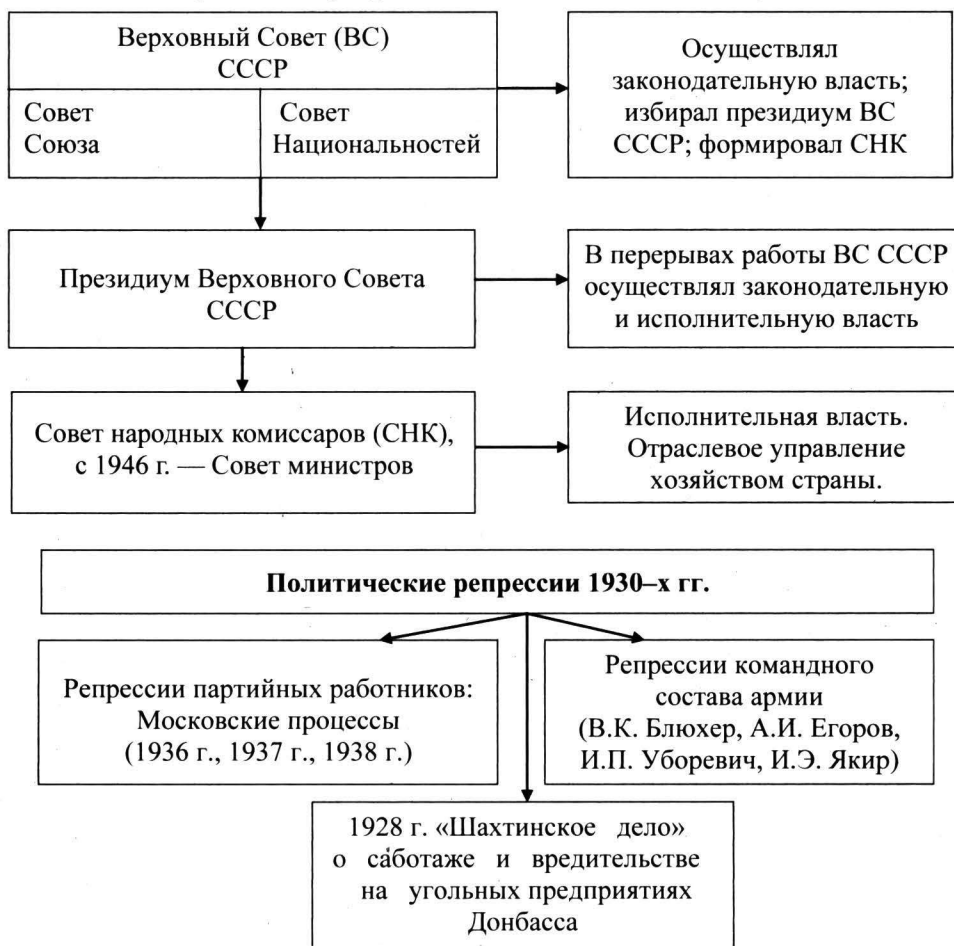 Верховный Совет (ВС)
СССР
Совет
Союза
Совет
Национальностей
Осуществлял
законодательную власть;
избирал президиум ВС
СССР; формировал СНК
Президиум Верховного Совета
СССР
В перерывах работы ВС СССР
осуществлял законодательную
и исполнительную власть
Совет народных комиссаров (СНК),
с 1946 г. — Совет министров
Исполнительная власть.
Отраслевое управление
хозяйством страны.
Политические репрессии 1930–х гг.
Репрессии партийных работников:
Московские процессы
(1936 г., 1937 г., 1938 г.)
Репрессии командного
состава армии
(В.К. Блюхер, А.И. Егоров,
И.П. Уборевич, И.Э. Якир)
1928 г. «Шахтинское дело»
о саботаже и вредительстве
на угольных предприятиях
Донбасса